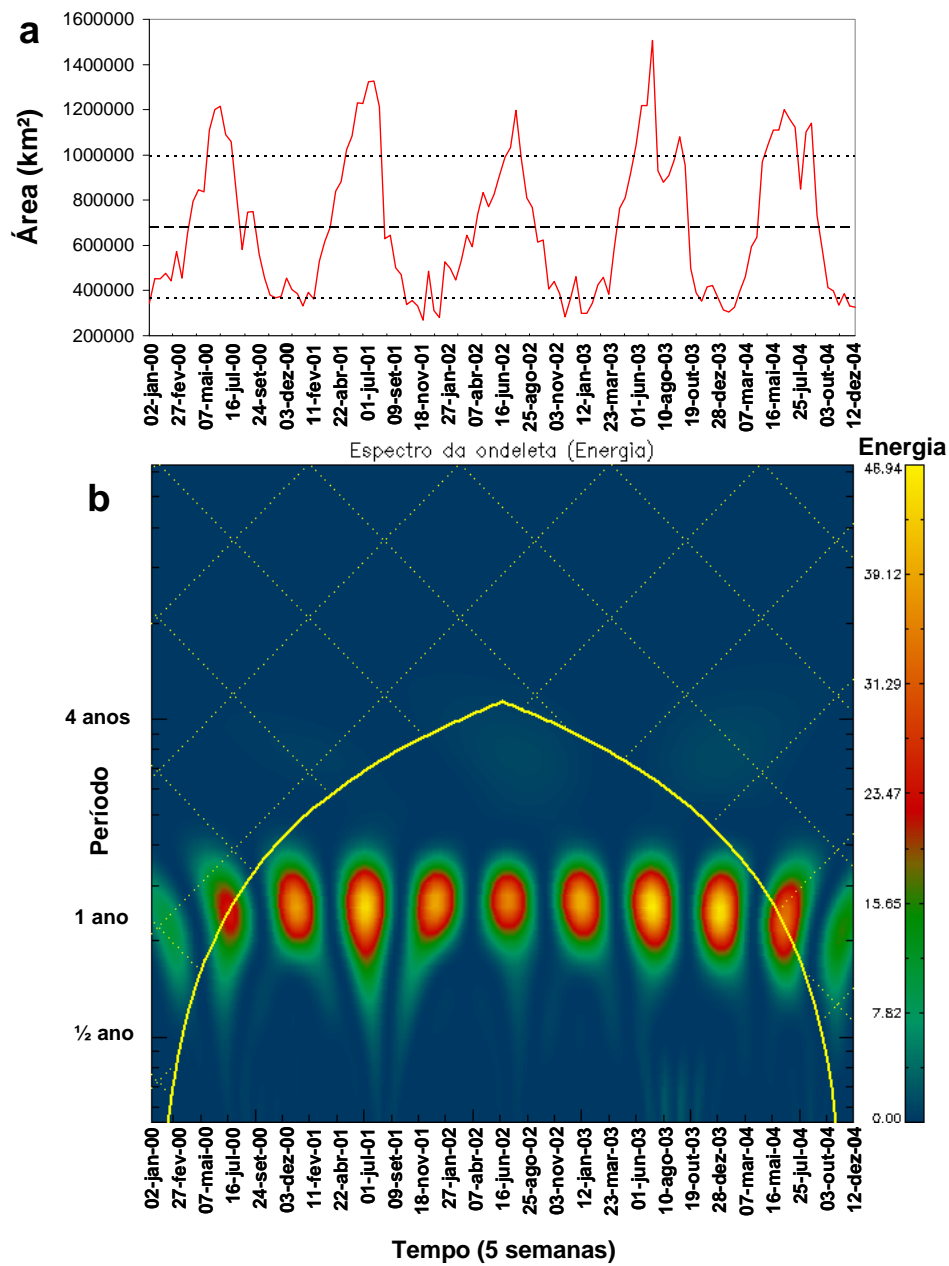 a
Área (km²)
1600000
1400000
1200000
1000000
800000
600000
400000
200000
02-jan-00
27-fev-00
07-mai-00
16-jul-00
24-set-00
03-dez-00
11-fev-01
22-abr-01
01-jul-01
09-set-01
18-nov-01
27-jan-02
07-abr-02
16-jun-02
25-ago-02
03-nov-02
12-jan-03
23-mar-03
01-jun-03
10-ago-03
19-out-03
28-dez-03
07-mar-04
16-mai-04
25-jul-04
03-out-04
12-dez-04
Espectro da ondeleta (Energia)
Energia
b
Período
4 anos
1 ano
½ ano
46.94
39.12
31.29
23.47
15.65
7.82
0.00
02-jan-00
27-fev-00
07-mai-00
16-jul-00
24-set-00
03-dez-00
11-fev-01
22-abr-01
01-jul-01
09-set-01
18-nov-01
27-jan-02
07-abr-02
16-jun-02
25-ago-02
03-nov-02
12-jan-03
23-mar-03
01-jun-03
10-ago-03
19-out-03
28-dez-03
07-mar-04
16-mai-04
25-jul-04
03-out-04
12-dez-04
Tempo (5 semanas)